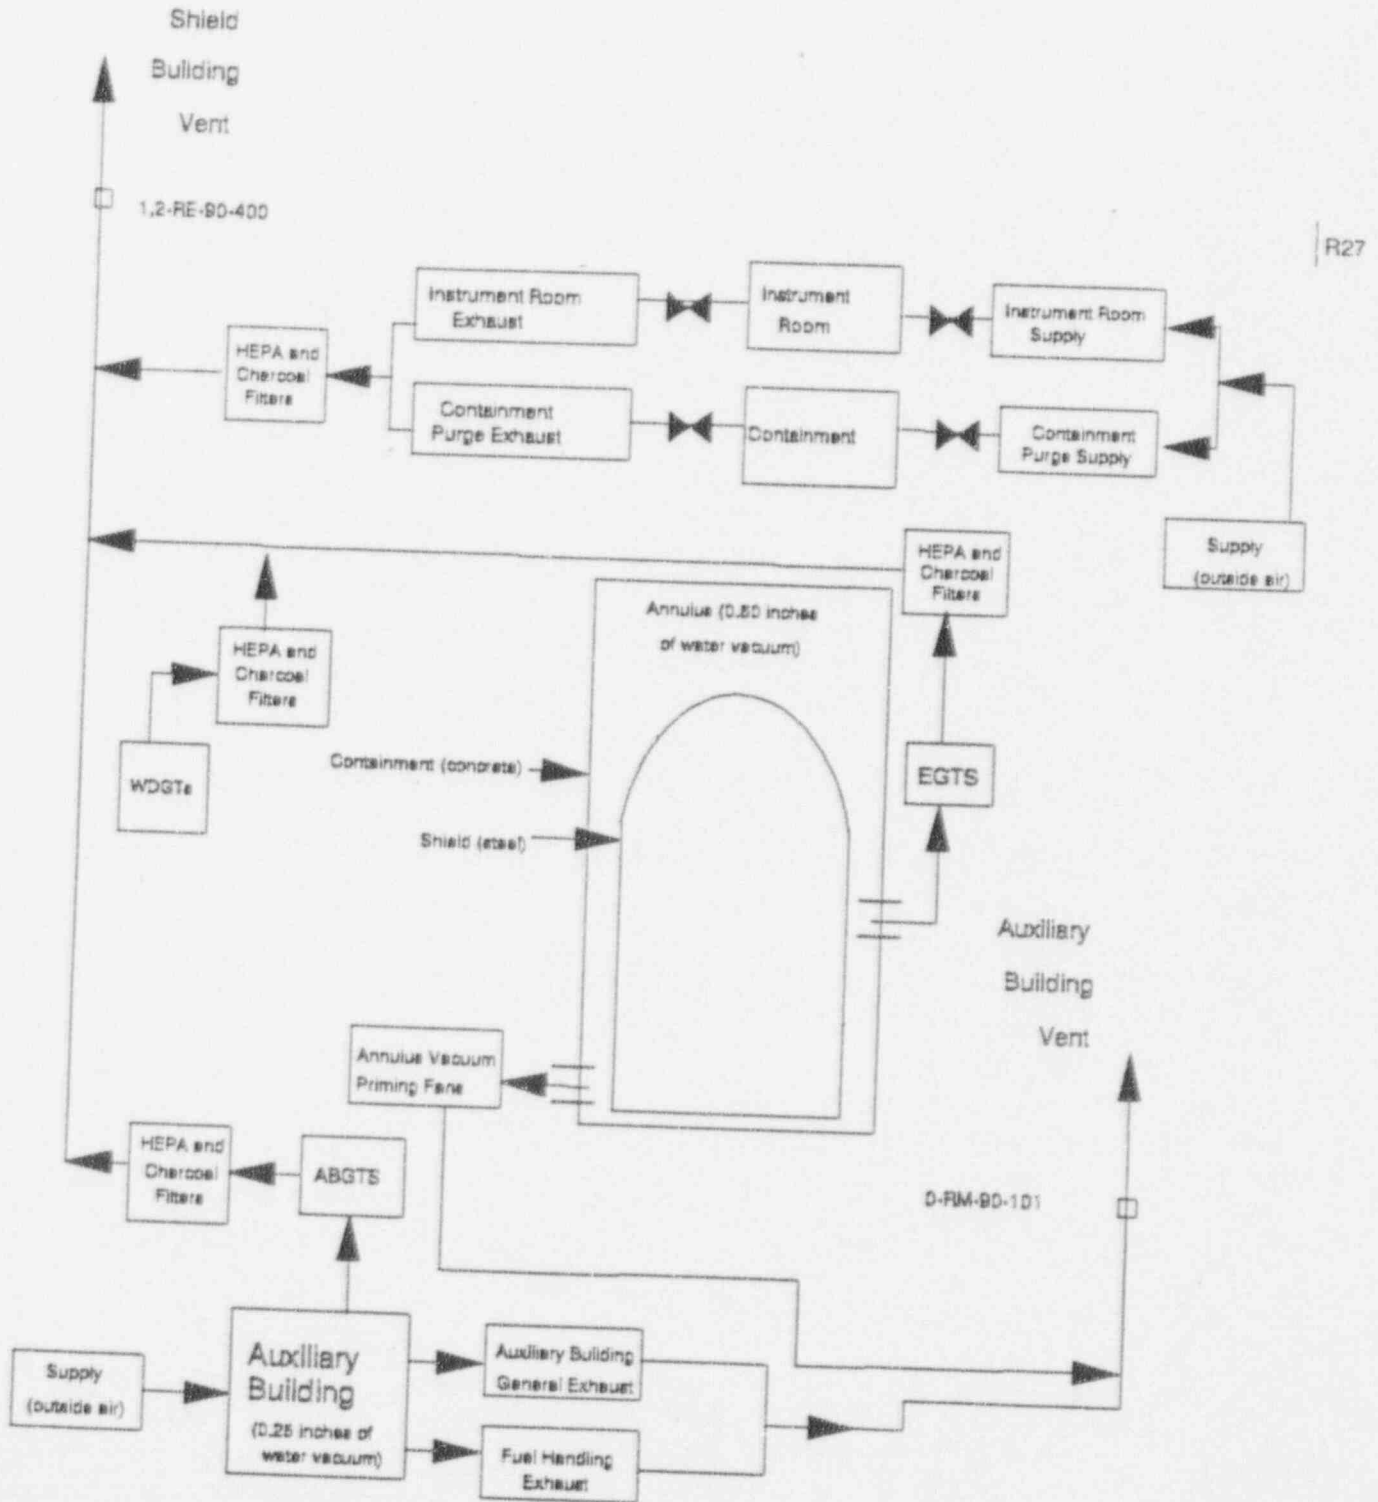 Shield
Building
Vent
1,2-RE-90-400
R27
Instrument Room
Exhaust
Instrument
Room
Instrument Room
Supply
HEPA and
Charcoal
Filters
Containment
Purge Exhaust
Containment
Containment
Purge Supply
Supply
(outside air)
HEPA and
Charcoal
Filters
Annulus (0.50 inches
of water vacuum)
HEPA and
Charcoal
Filters
Containment (concrete)
WDGTs
EGTS
Shield (steel)
Auxiliary
Building
Vent
Annulus Vacuum
Priming Fans
HEPA and
Charcoal
Filters
ABGTS
0-RM-90-101
Auxiliary
Building
(0.25 inches of
water vacuum)
Supply
(outside air)
Auxiliary Building
General Exhaust
Fuel Handling
Exhaust